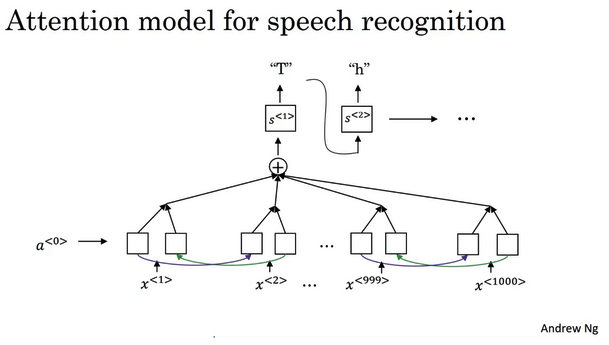 Attention model for speech recognition
“T” “h”
s<1> s<2> ...
+
a<0> ...
x<1> x<2> ... x<999> x<1000>
Andrew Ng